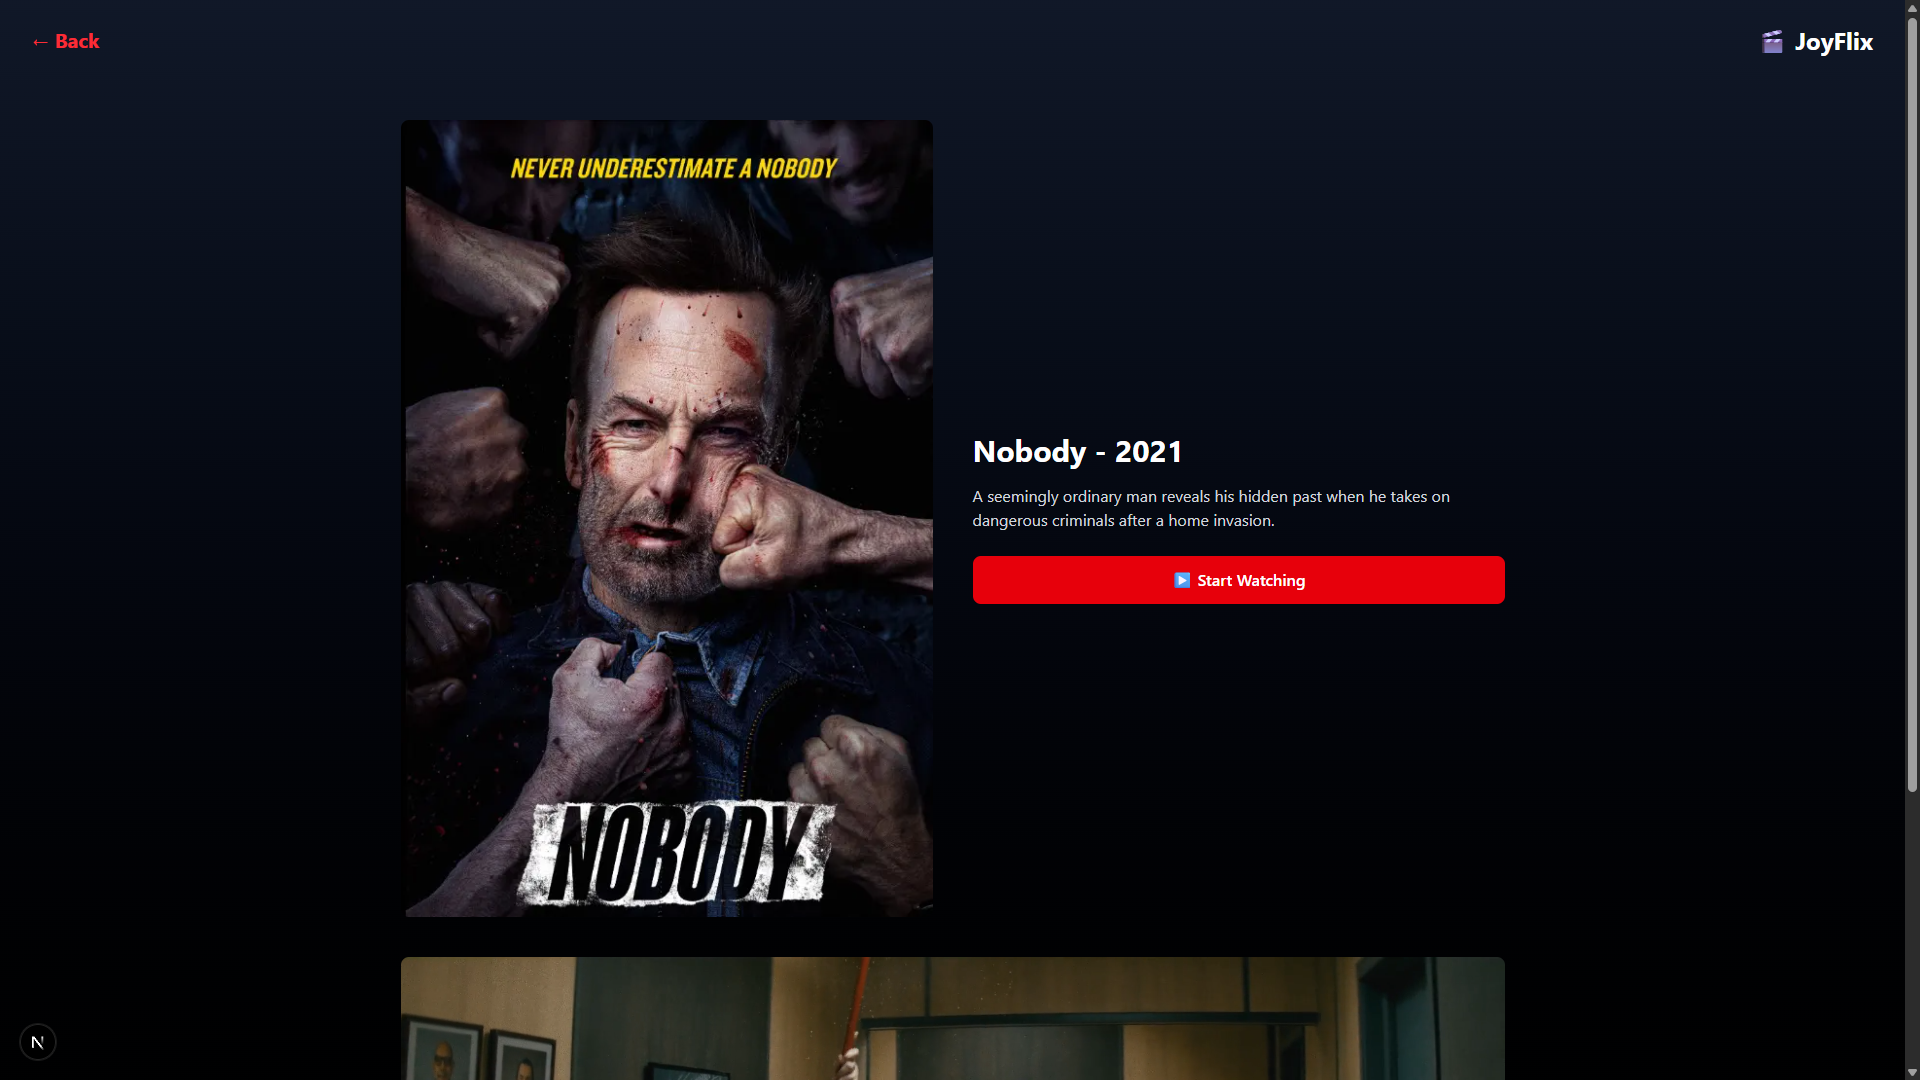 ← Back
JoyFlix
NEVER UNDERESTIMATE A NOBODY
NOBODY
Nobody - 2021
A seemingly ordinary man reveals his hidden past when he takes on
dangerous criminals after a home invasion.
Start Watching
N